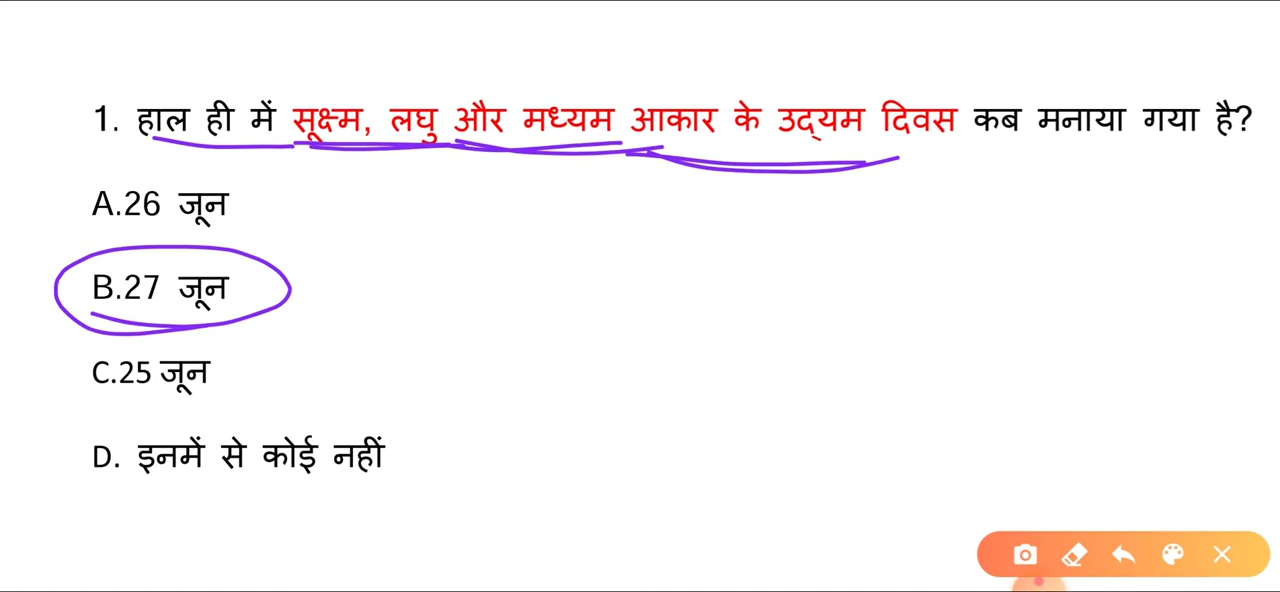 1. हाल ही में सूक्ष्म, लघु और मध्यम आकार के उद्यम दिवस कब मनाया गया है?
A.26 जून
B.27 जून
C.25 जून
D. इनमें से कोई नहीं